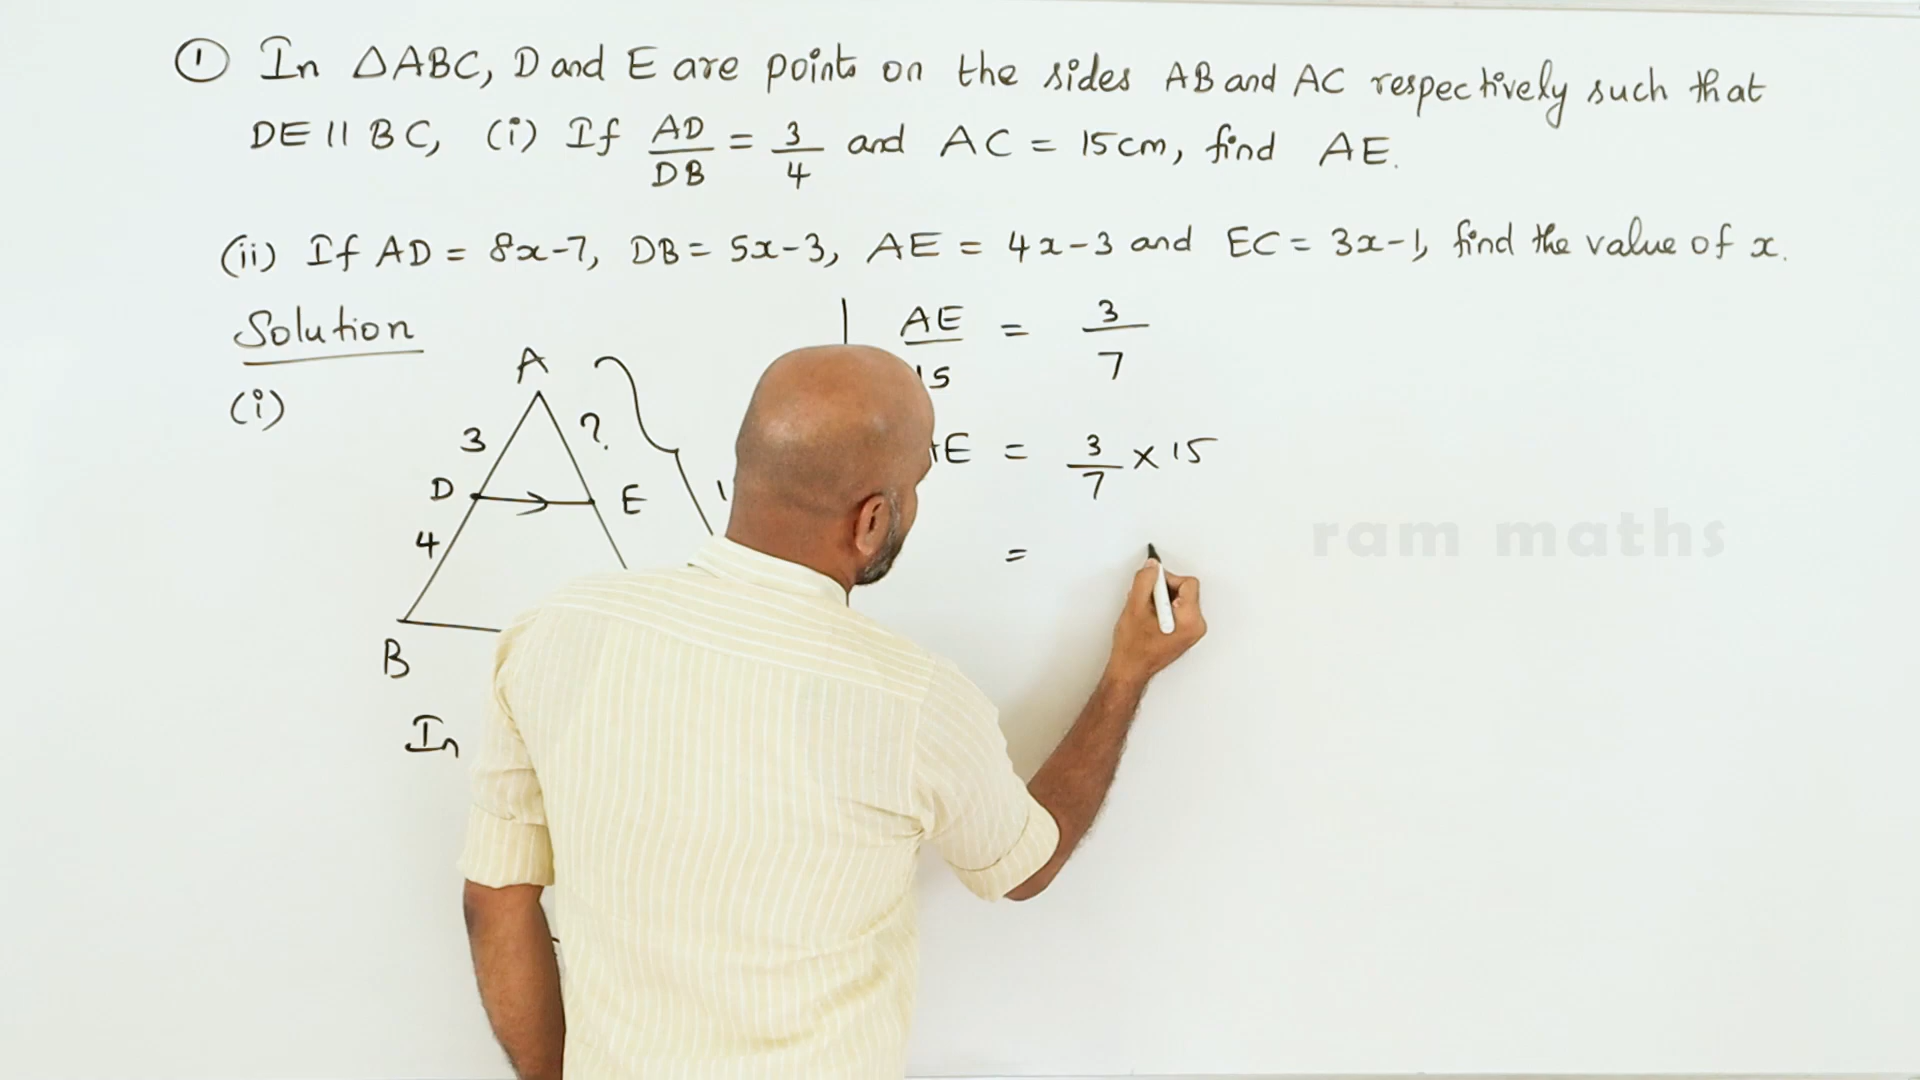 ① In △ABC, D and E are points on the sides AB and AC respectively such that
DE || BC, (i) If AD/DB = 3/4 and AC = 15cm, find AE.
(ii) If AD = 8x-7, DB = 5x-3, AE = 4x-3 and EC = 3x-1, find the value of x.
Solution
(i)
A
3 ?
D E
4
B
In
AE/15 = 3/7
E = 3/7 × 15
=
ram maths